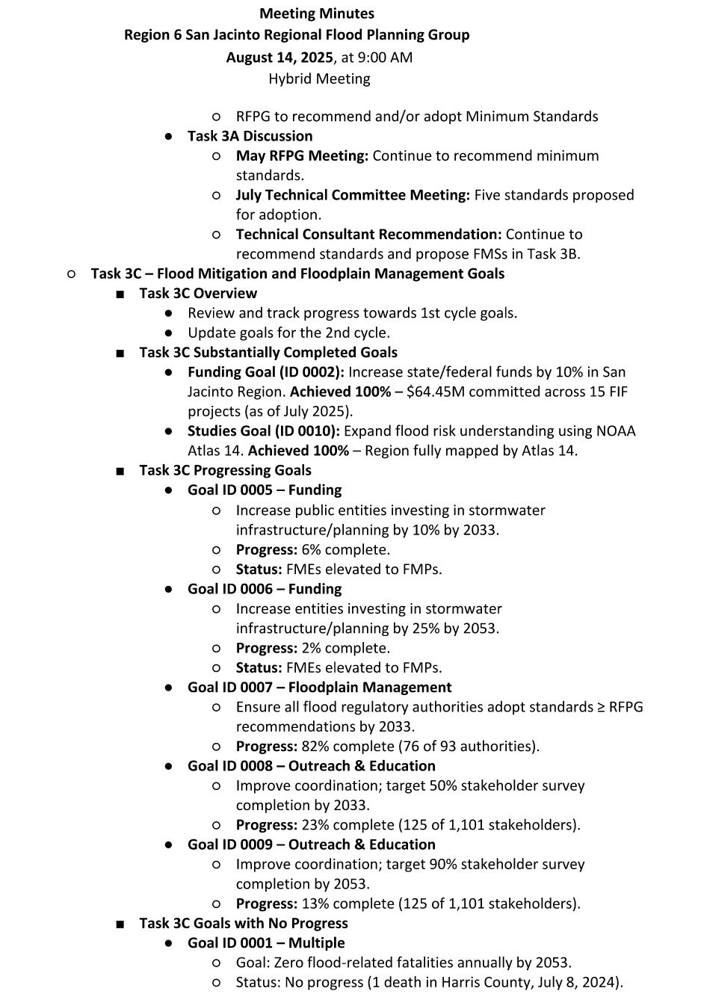 Meeting Minutes
Region 6 San Jacinto Regional Flood Planning Group
August 14, 2025, at 9:00 AM
Hybrid Meeting
○ RFPG to recommend and/or adopt Minimum Standards
● Task 3A Discussion
○ May RFPG Meeting: Continue to recommend minimum
standards.
○ July Technical Committee Meeting: Five standards proposed
for adoption.
○ Technical Consultant Recommendation: Continue to
recommend standards and propose FMSs in Task 3B.
○ Task 3C – Flood Mitigation and Floodplain Management Goals
■ Task 3C Overview
● Review and track progress towards 1st cycle goals.
● Update goals for the 2nd cycle.
■ Task 3C Substantially Completed Goals
● Funding Goal (ID 0002): Increase state/federal funds by 10% in San
Jacinto Region. Achieved 100% – $64.45M committed across 15 FIF
projects (as of July 2025).
● Studies Goal (ID 0010): Expand flood risk understanding using NOAA
Atlas 14. Achieved 100% – Region fully mapped by Atlas 14.
■ Task 3C Progressing Goals
● Goal ID 0005 – Funding
○ Increase public entities investing in stormwater
infrastructure/planning by 10% by 2033.
○ Progress: 6% complete.
○ Status: FMEs elevated to FMPs.
● Goal ID 0006 – Funding
○ Increase entities investing in stormwater
infrastructure/planning by 25% by 2053.
○ Progress: 2% complete.
○ Status: FMEs elevated to FMPs.
● Goal ID 0007 – Floodplain Management
○ Ensure all flood regulatory authorities adopt standards ≥ RFPG
recommendations by 2033.
○ Progress: 82% complete (76 of 93 authorities).
● Goal ID 0008 – Outreach & Education
○ Improve coordination; target 50% stakeholder survey
completion by 2033.
○ Progress: 23% complete (125 of 1,101 stakeholders).
● Goal ID 0009 – Outreach & Education
○ Improve coordination; target 90% stakeholder survey
completion by 2053.
○ Progress: 13% complete (125 of 1,101 stakeholders).
■ Task 3C Goals with No Progress
● Goal ID 0001 – Multiple
○ Goal: Zero flood-related fatalities annually by 2053.
○ Status: No progress (1 death in Harris County, July 8, 2024).